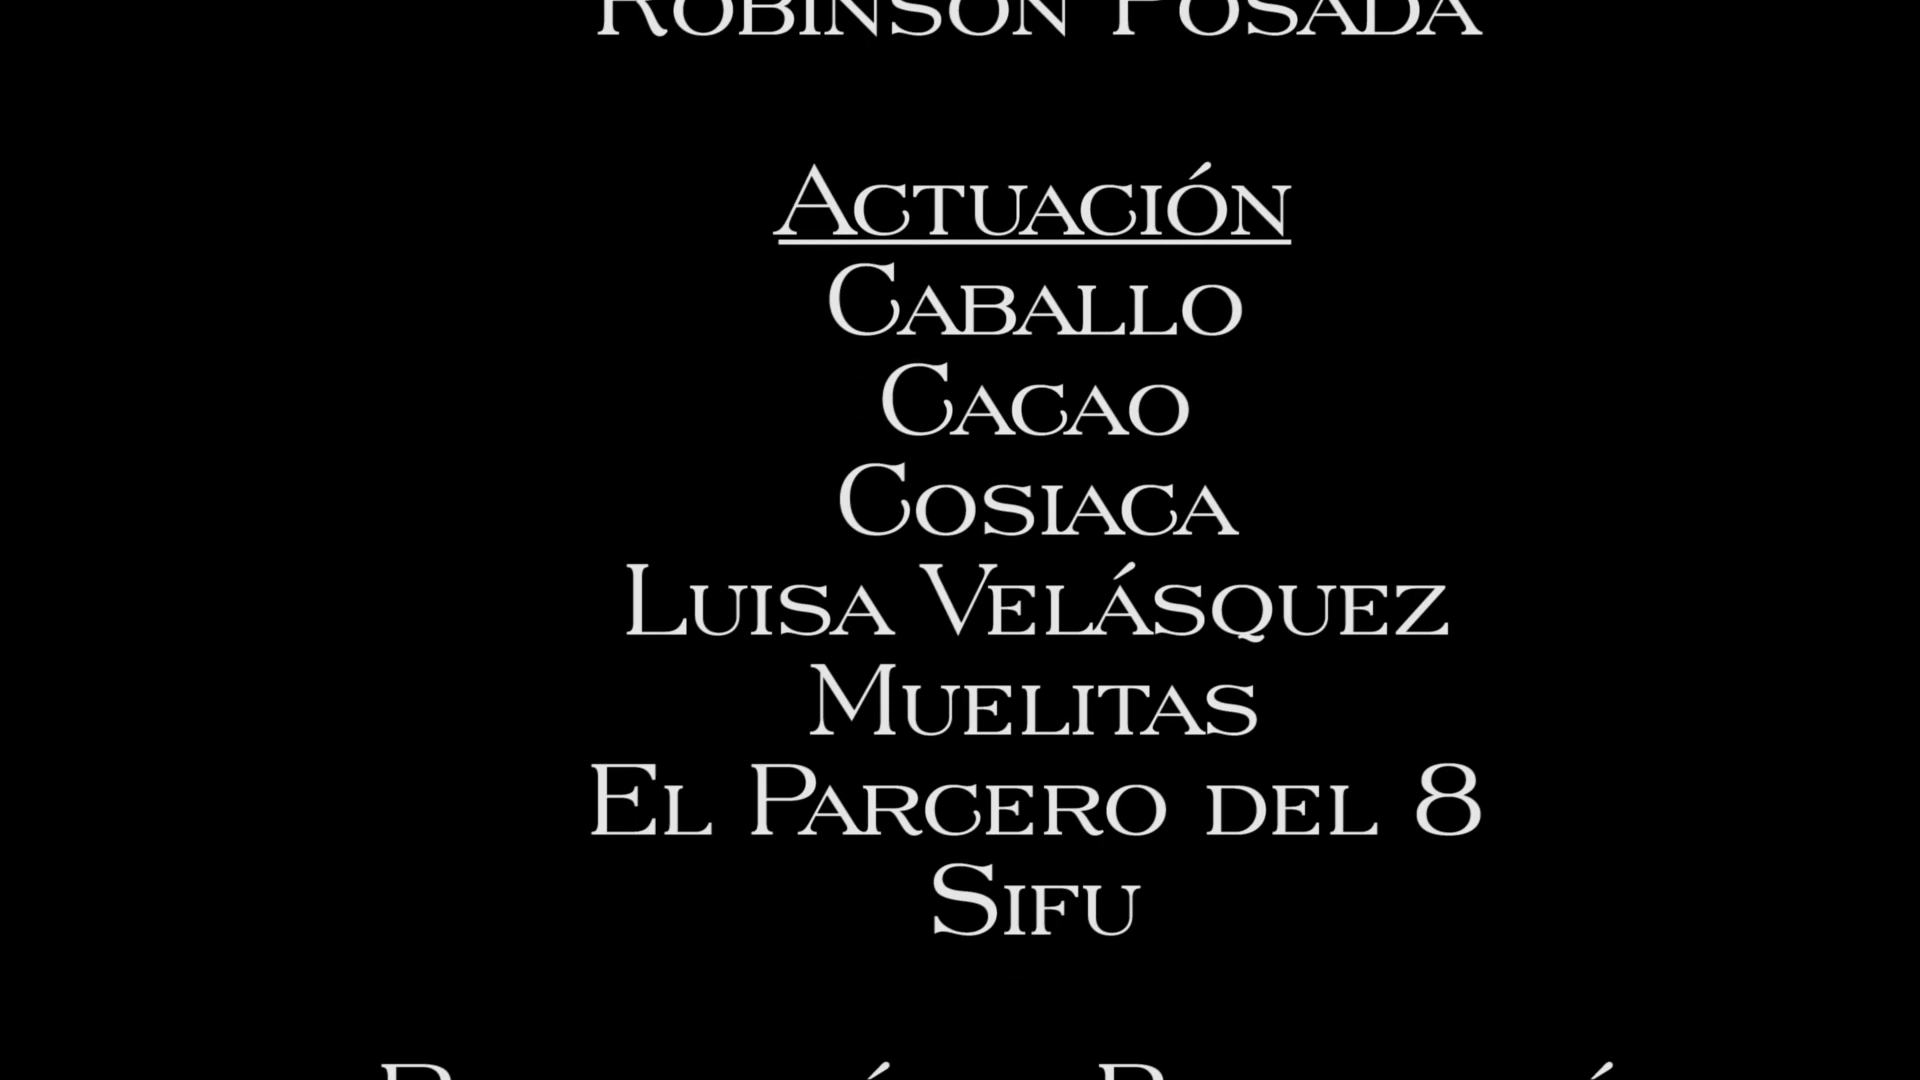 Robinson Posada
Actuación
Caballo
Cacao
Cosiaca
Luisa Velásquez
Muelitas
El Parcero del 8
Sifu